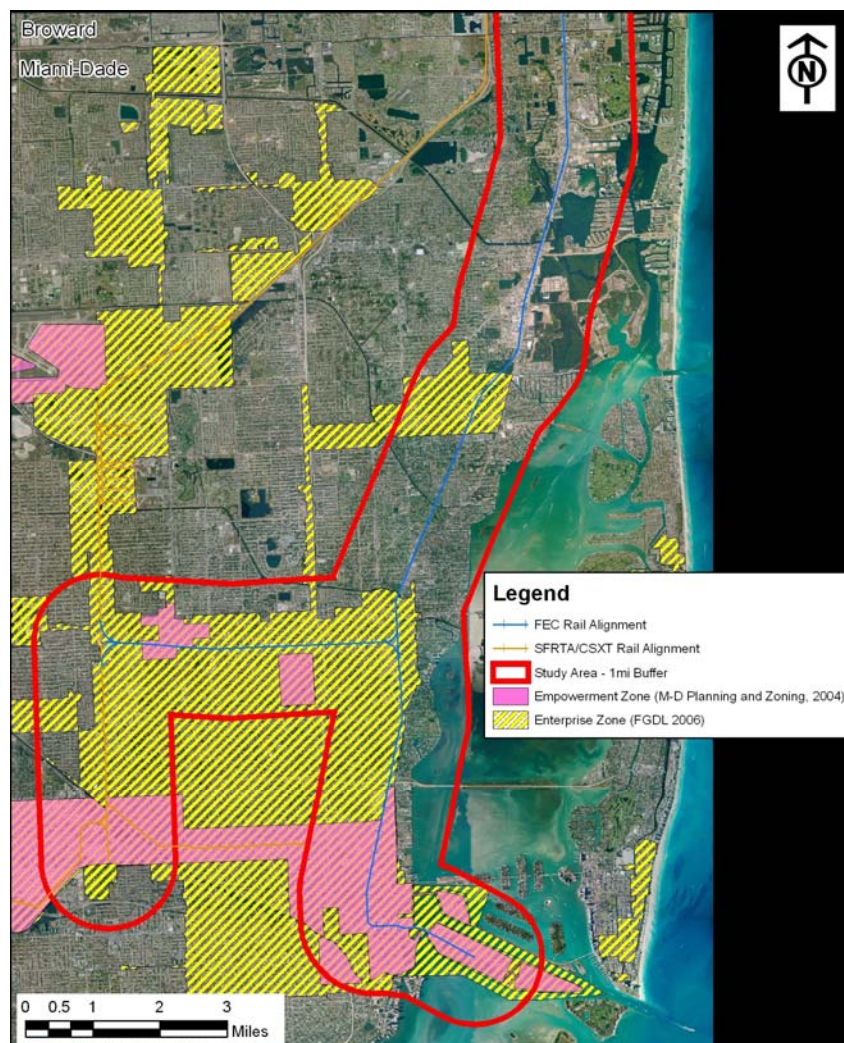 Broward
Miami-Dade
N
Legend
FEC Rail Alignment
SFRTA/CSXT Rail Alignment
Study Area - 1mi Buffer
Empowerment Zone (M-D Planning and Zoning, 2004)
Enterprise Zone (FGDL 2006)
0 0.5 1 2 3
Miles